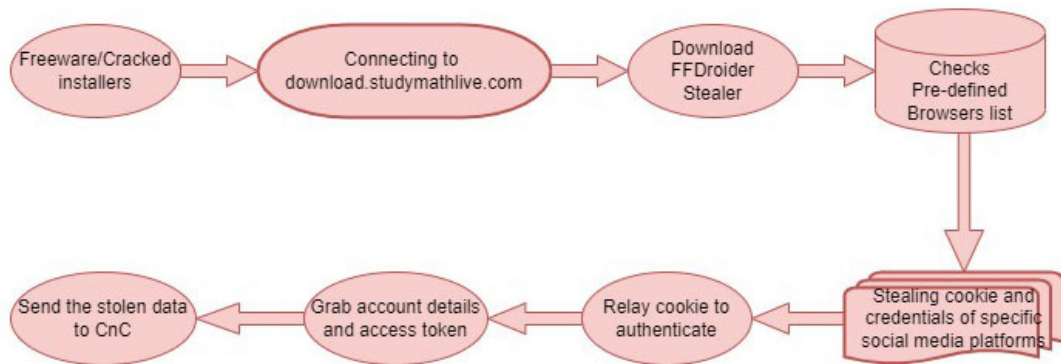 Freeware/Cracked
installers
Connecting to
download.studymathlive.com
Download
FFDroider
Stealer
Checks
Pre-defined
Browsers list
Stealing cookie and
credentials of specific
social media platforms
Relay cookie to
authenticate
Grab account details
and access token
Send the stolen data
to CnC